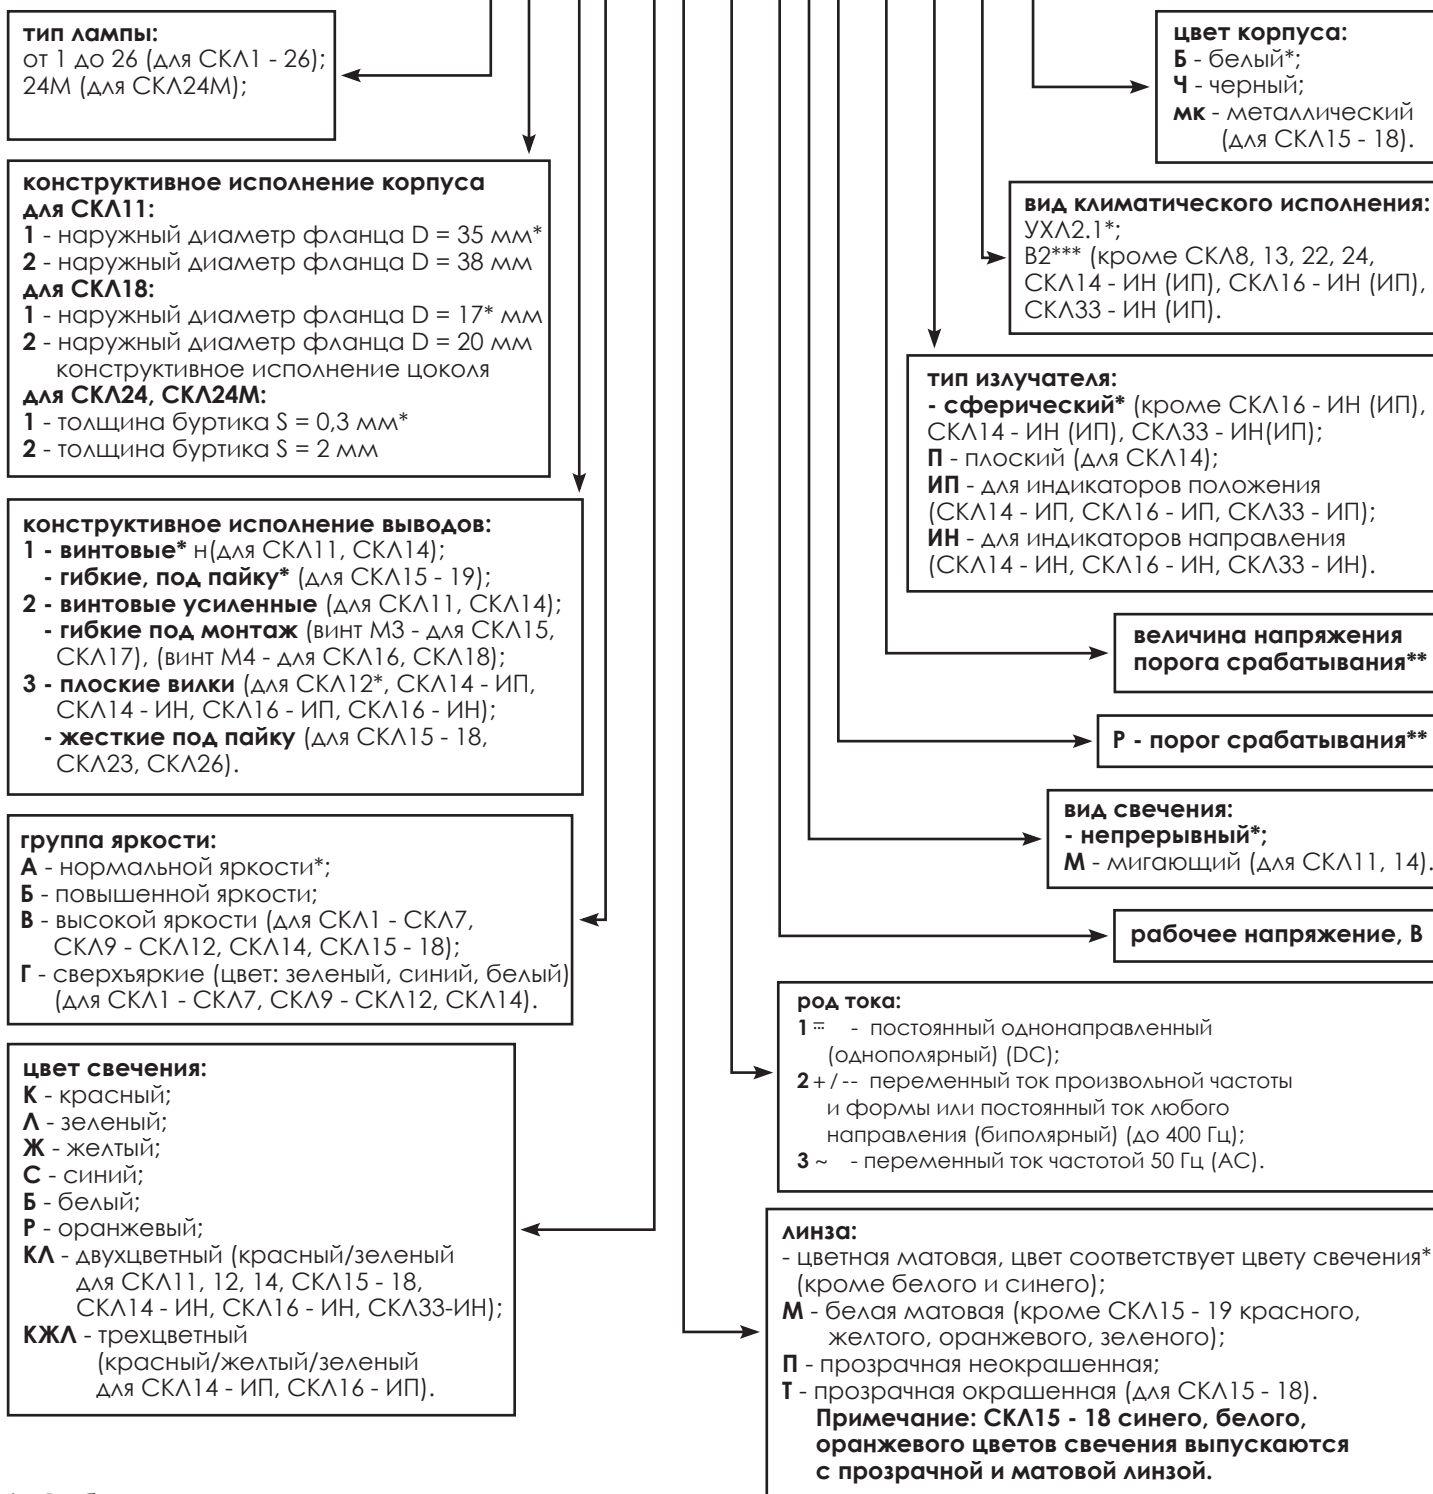 тип лампы:
от 1 до 26 (для СКЛ1 - 26);
24М (для СКЛ24М);
конструктивное исполнение корпуса
для СКЛ11:
1 - наружный диаметр фланца D = 35 мм*
2 - наружный диаметр фланца D = 38 мм
для СКЛ18:
1 - наружный диаметр фланца D = 17* мм
2 - наружный диаметр фланца D = 20 мм
конструктивное исполнение цоколя
для СКЛ24, СКЛ24М:
1 - толщина буртика S = 0,3 мм*
2 - толщина буртика S = 2 мм
конструктивное исполнение выводов:
1 - винтовые* н(для СКЛ11, СКЛ14);
- гибкие, под пайку* (для СКЛ15 - 19);
2 - винтовые усиленные (для СКЛ11, СКЛ14);
- гибкие под монтаж (винт М3 - для СКЛ15,
СКЛ17), (винт М4 - для СКЛ16, СКЛ18);
3 - плоские вилки (для СКЛ12*, СКЛ14 - ИП,
СКЛ14 - ИН, СКЛ16 - ИП, СКЛ16 - ИН);
- жесткие под пайку (для СКЛ15 - 18,
СКЛ23, СКЛ26).
группа яркости:
А - нормальной яркости*;
Б - повышенной яркости;
В - высокой яркости (для СКЛ1 - СКЛ7,
СКЛ9 - СКЛ12, СКЛ14, СКЛ15 - 18);
Г - сверхъяркие (цвет: зеленый, синий, белый)
(для СКЛ1 - СКЛ7, СКЛ9 - СКЛ12, СКЛ14).
цвет свечения:
К - красный;
Л - зеленый;
Ж - желтый;
С - синий;
Б - белый;
Р - оранжевый;
КЛ - двухцветный (красный/зеленый
для СКЛ11, 12, 14, СКЛ15 - 18,
СКЛ14 - ИН, СКЛ16 - ИН, СКЛ33-ИН);
КЖЛ - трехцветный
(красный/желтый/зеленый
для СКЛ14 - ИП, СКЛ16 - ИП).
цвет корпуса:
Б - белый*;
Ч - черный;
мк - металлический
(для СКЛ15 - 18).
вид климатического исполнения:
УХЛ2.1*;
В2*** (кроме СКЛ8, 13, 22, 24,
СКЛ14 - ИН (ИП), СКЛ16 - ИН (ИП),
СКЛ33 - ИН (ИП).
тип излучателя:
- сферический* (кроме СКЛ16 - ИН (ИП),
СКЛ14 - ИН (ИП), СКЛ33 - ИН(ИП);
П - плоский (для СКЛ14);
ИП - для индикаторов положения
(СКЛ14 - ИП, СКЛ16 - ИП, СКЛ33 - ИП);
ИН - для индикаторов направления
(СКЛ14 - ИН, СКЛ16 - ИН, СКЛ33 - ИН).
величина напряжения
порога срабатывания**
Р - порог срабатывания**
вид свечения:
- непрерывный*;
М - мигающий (для СКЛ11, 14).
рабочее напряжение, В
род тока:
1 ⎓ - постоянный однонаправленный
(однополярный) (DC);
2 + / -- переменный ток произвольной частоты
и формы или постоянный ток любого
направления (биполярный) (до 400 Гц);
3 ~ - переменный ток частотой 50 Гц (AC).
линза:
- цветная матовая, цвет соответствует цвету свечения*
(кроме белого и синего);
М - белая матовая (кроме СКЛ15 - 19 красного,
желтого, оранжевого, зеленого);
П - прозрачная неокрашенная;
Т - прозрачная окрашенная (для СКЛ15 - 18).
Примечание: СКЛ15 - 18 синего, белого,
оранжевого цветов свечения выпускаются
с прозрачной и матовой линзой.